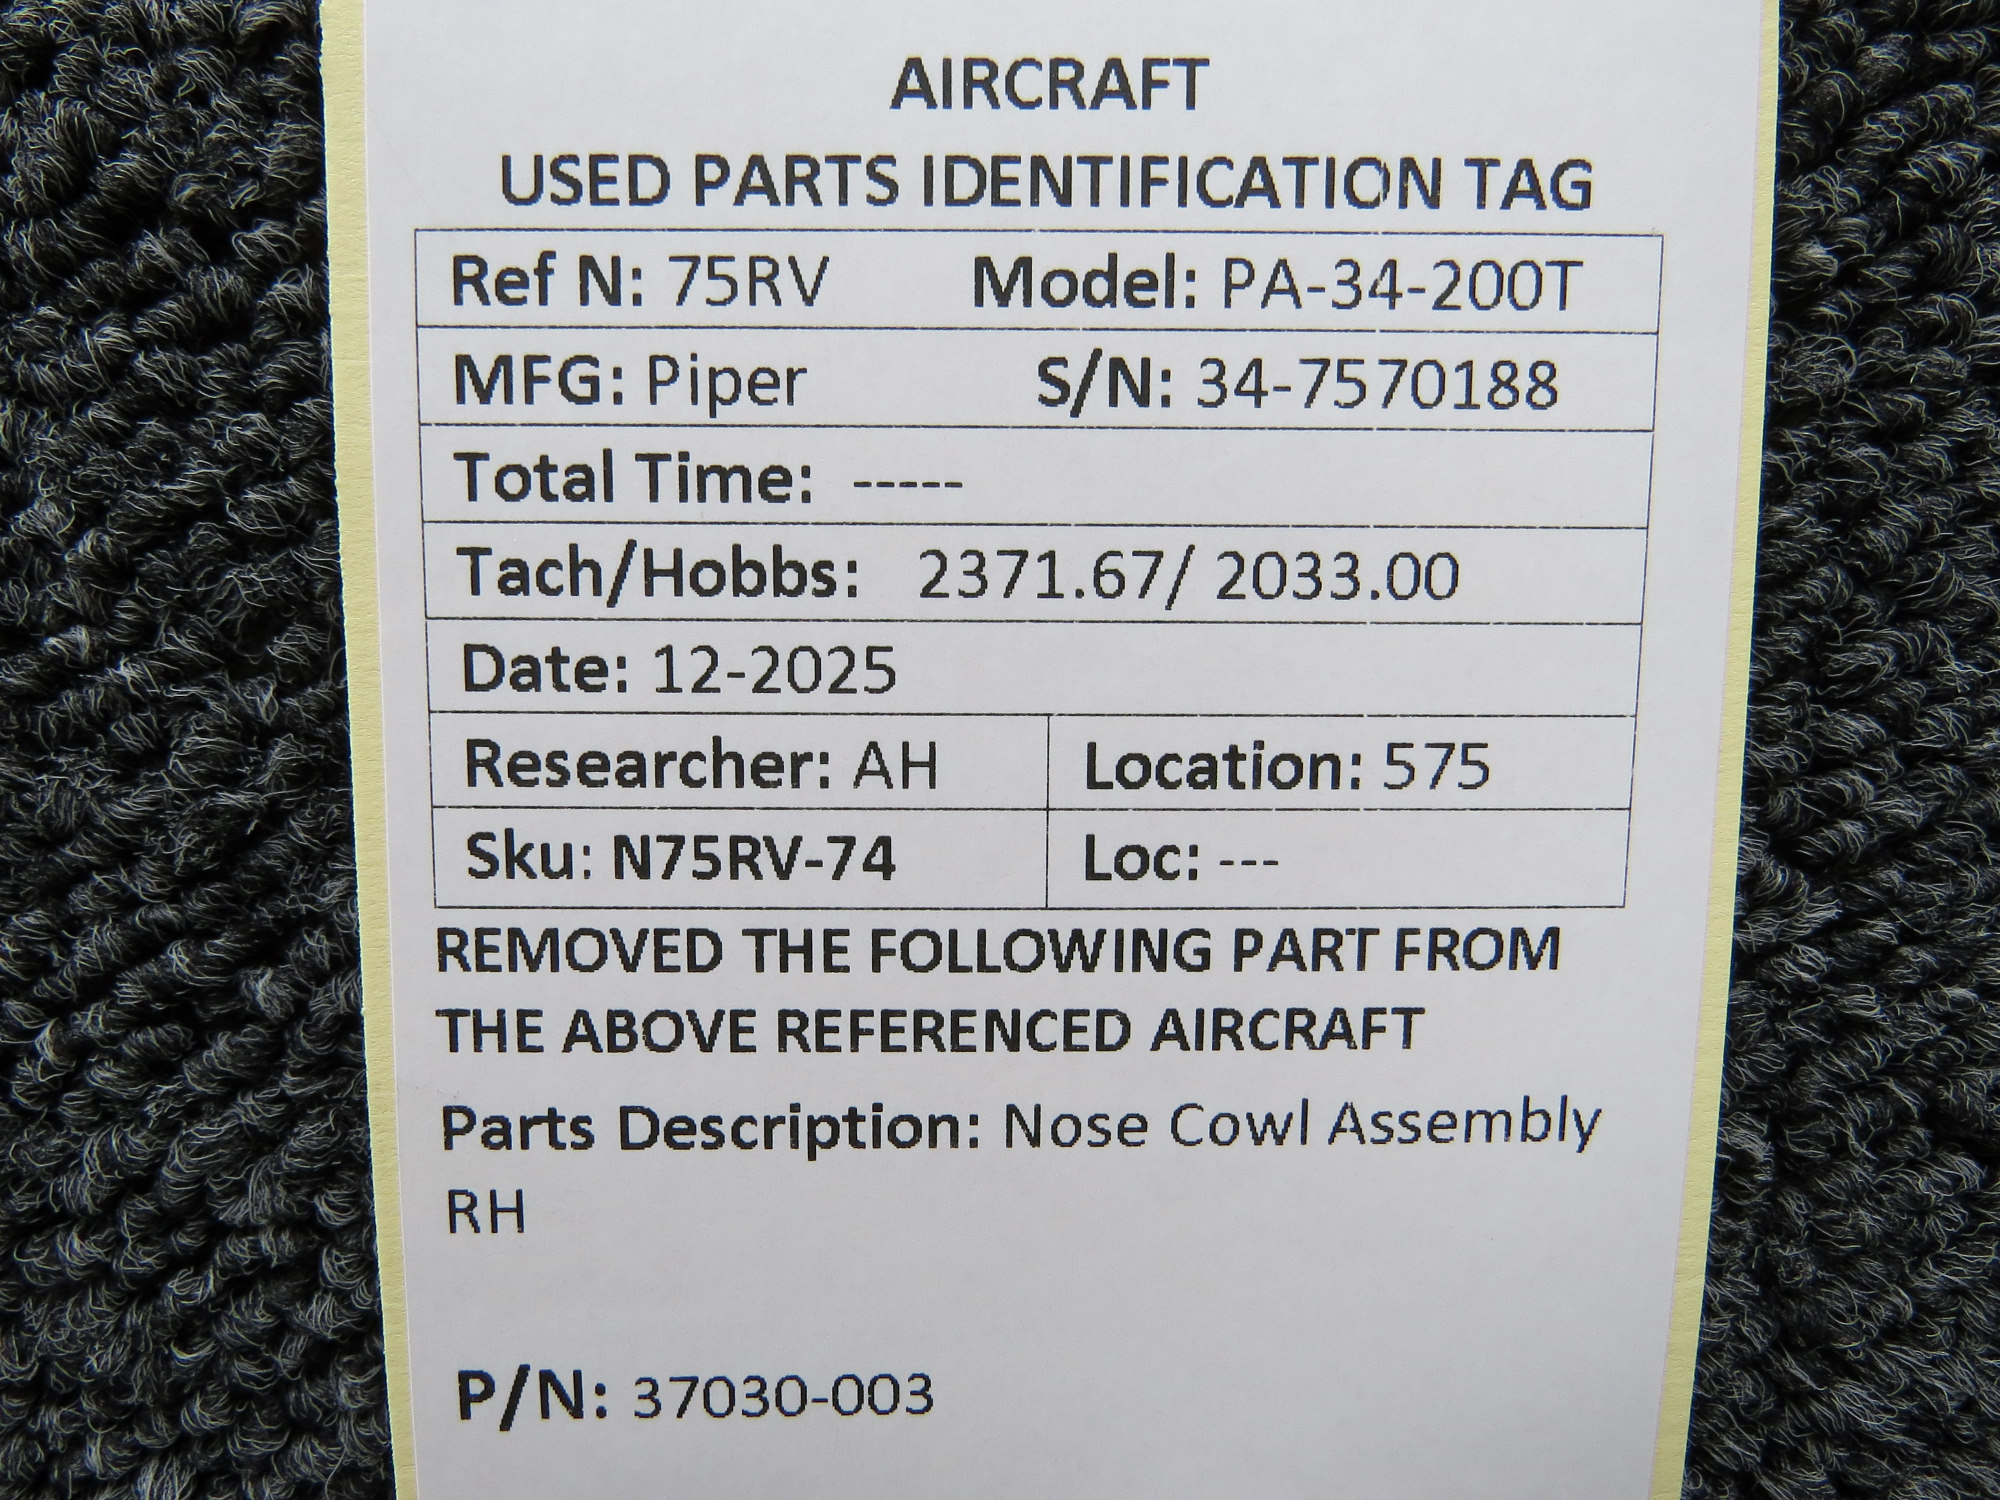 AIRCRAFT
USED PARTS IDENTIFICATION TAG
Ref N: 75RV Model: PA-34-200T
MFG: Piper S/N: 34-7570188
Total Time: -----
Tach/Hobbs: 2371.67/ 2033.00
Date: 12-2025
Researcher: AH Location: 575
Sku: N75RV-74 Loc: ---
REMOVED THE FOLLOWING PART FROM
THE ABOVE REFERENCED AIRCRAFT
Parts Description: Nose Cowl Assembly
RH
P/N: 37030-003